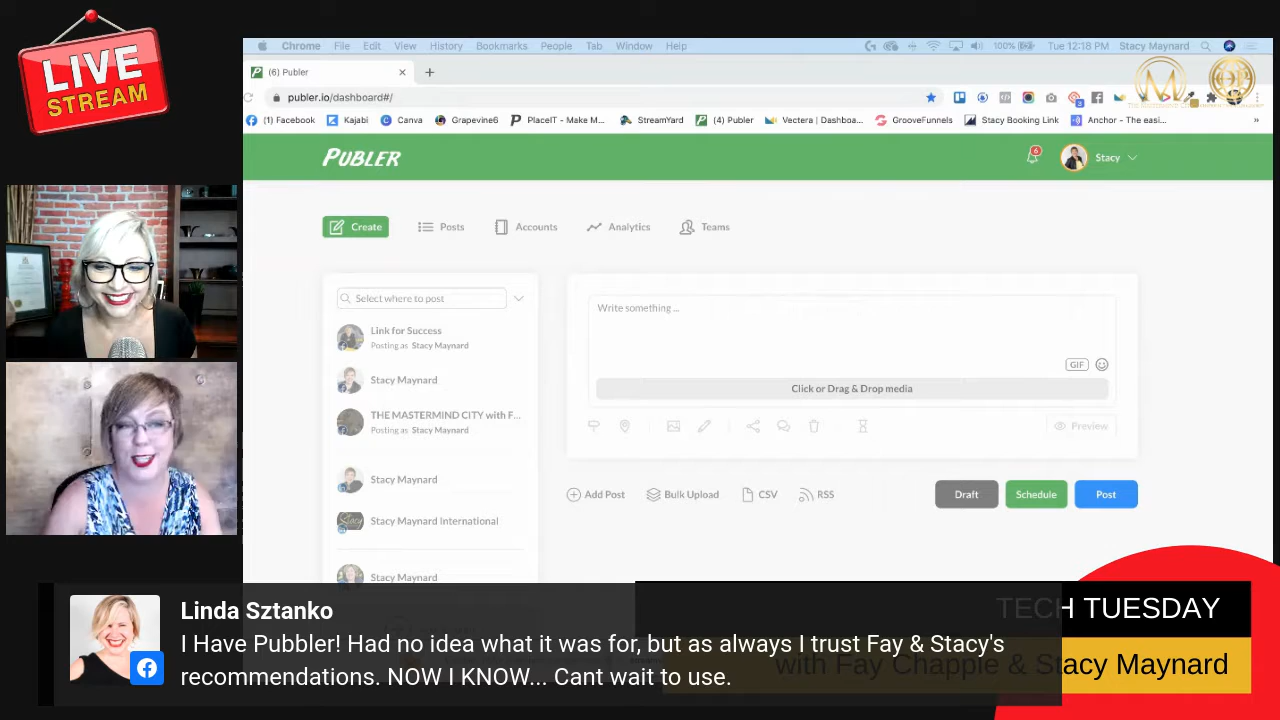 LIVE
STREAM
Chrome File Edit View History Bookmarks People Tab Window Help 100% Tue 12:18 PM Stacy Maynard
(6) Publer
publer.io/dashboard#/
(1) Facebook Kajabi Canva Grapevine6 PlaceIT - Make M... StreamYard (4) Publer Vectera | Dashboa... GrooveFunnels Stacy Booking Link Anchor - The easi... »
PUBLER
6
Stacy
Create Posts Accounts Analytics Teams
Select where to post
Link for Success
Posting as Stacy Maynard
Stacy Maynard
THE MASTERMIND CITY with F...
Posting as Stacy Maynard
Stacy Maynard
Stacy Maynard International
Stacy Maynard
Write something ...
GIF
Click or Drag & Drop media
Preview
Add Post Bulk Upload CSV RSS
Draft Schedule Post
Linda Sztanko
I Have Pubbler! Had no idea what it was for, but as always I trust Fay & Stacy's
recommendations. NOW I KNOW... Cant wait to use.
TECH TUESDAY
with Fay Chapple & Stacy Maynard